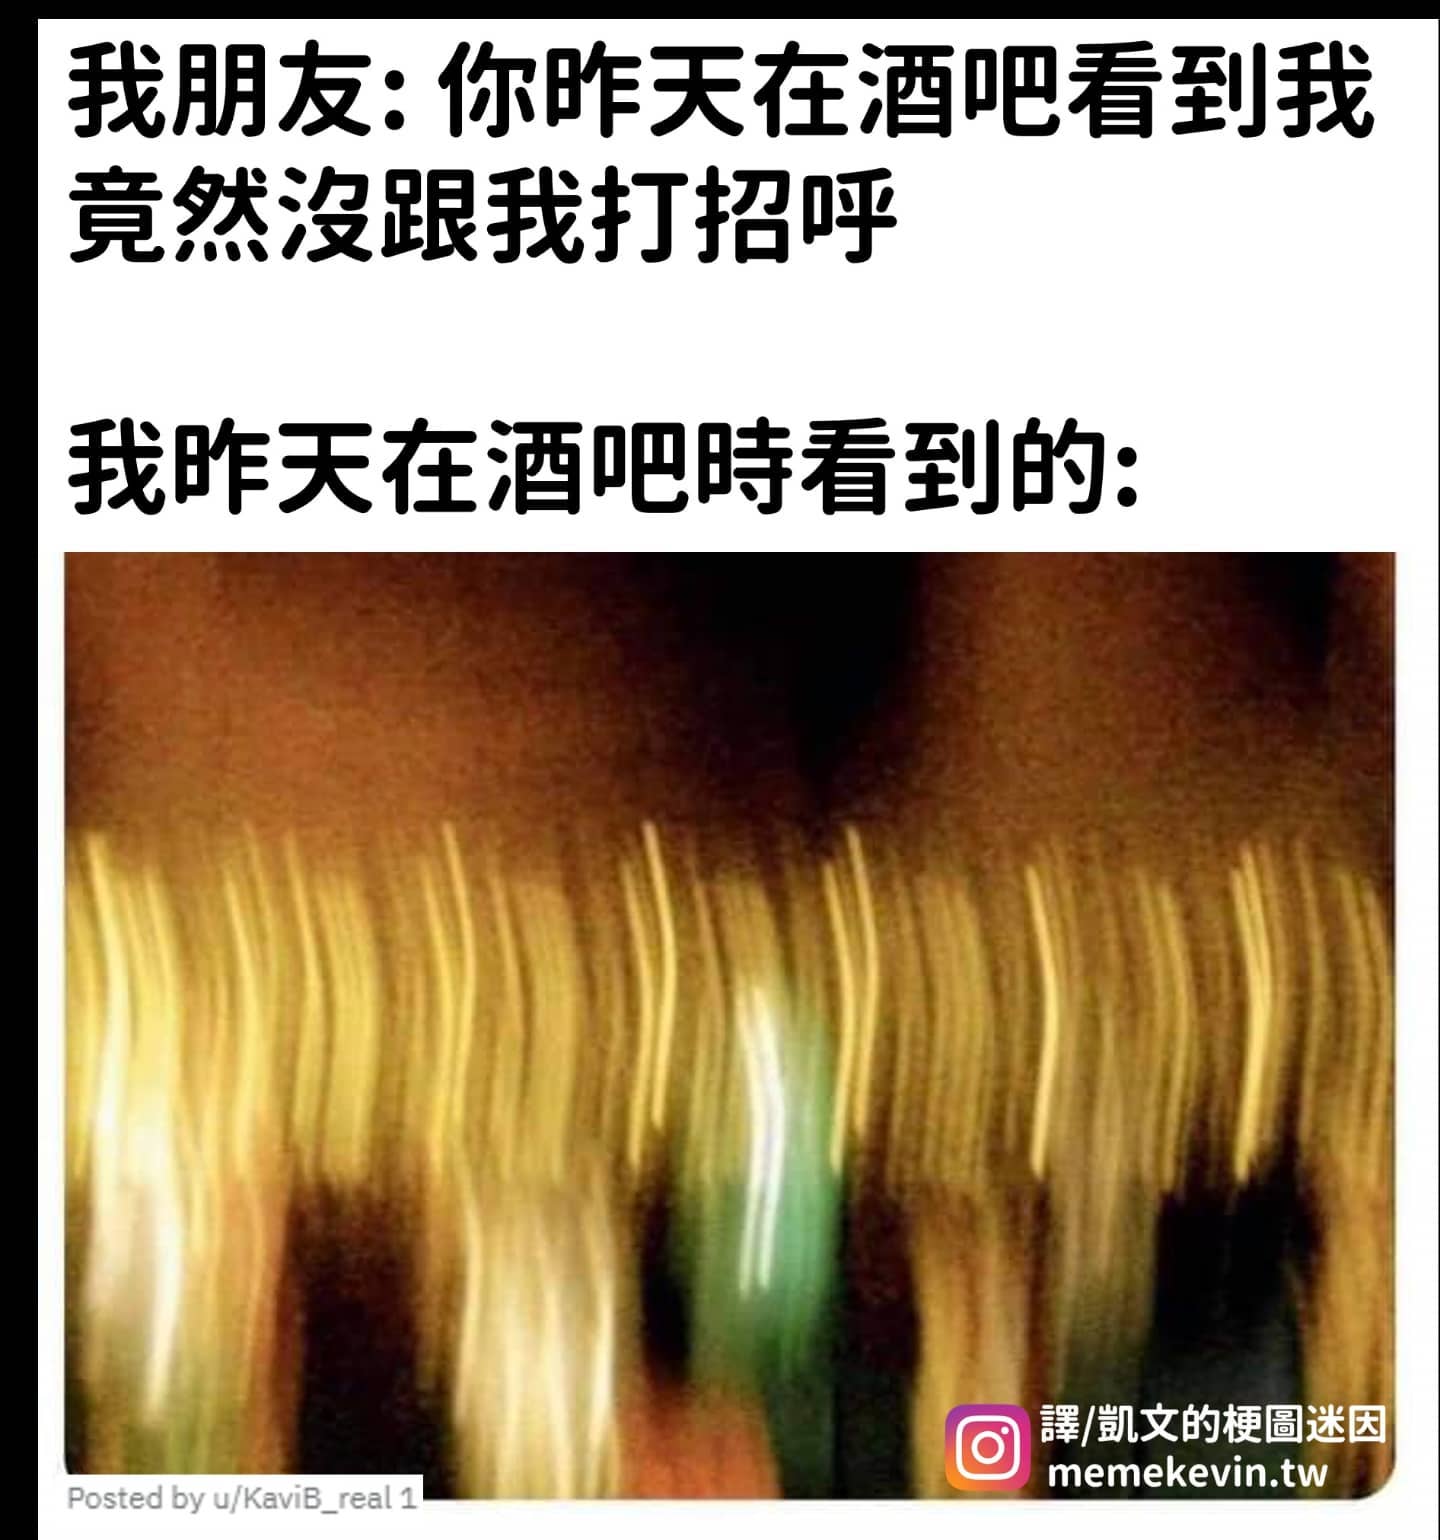 我朋友: 你昨天在酒吧看到我
竟然沒跟我打招呼
我昨天在酒吧時看到的:
譯/凱文的梗圖迷因
memekevin.tw
Posted by u/KaviB_real 1